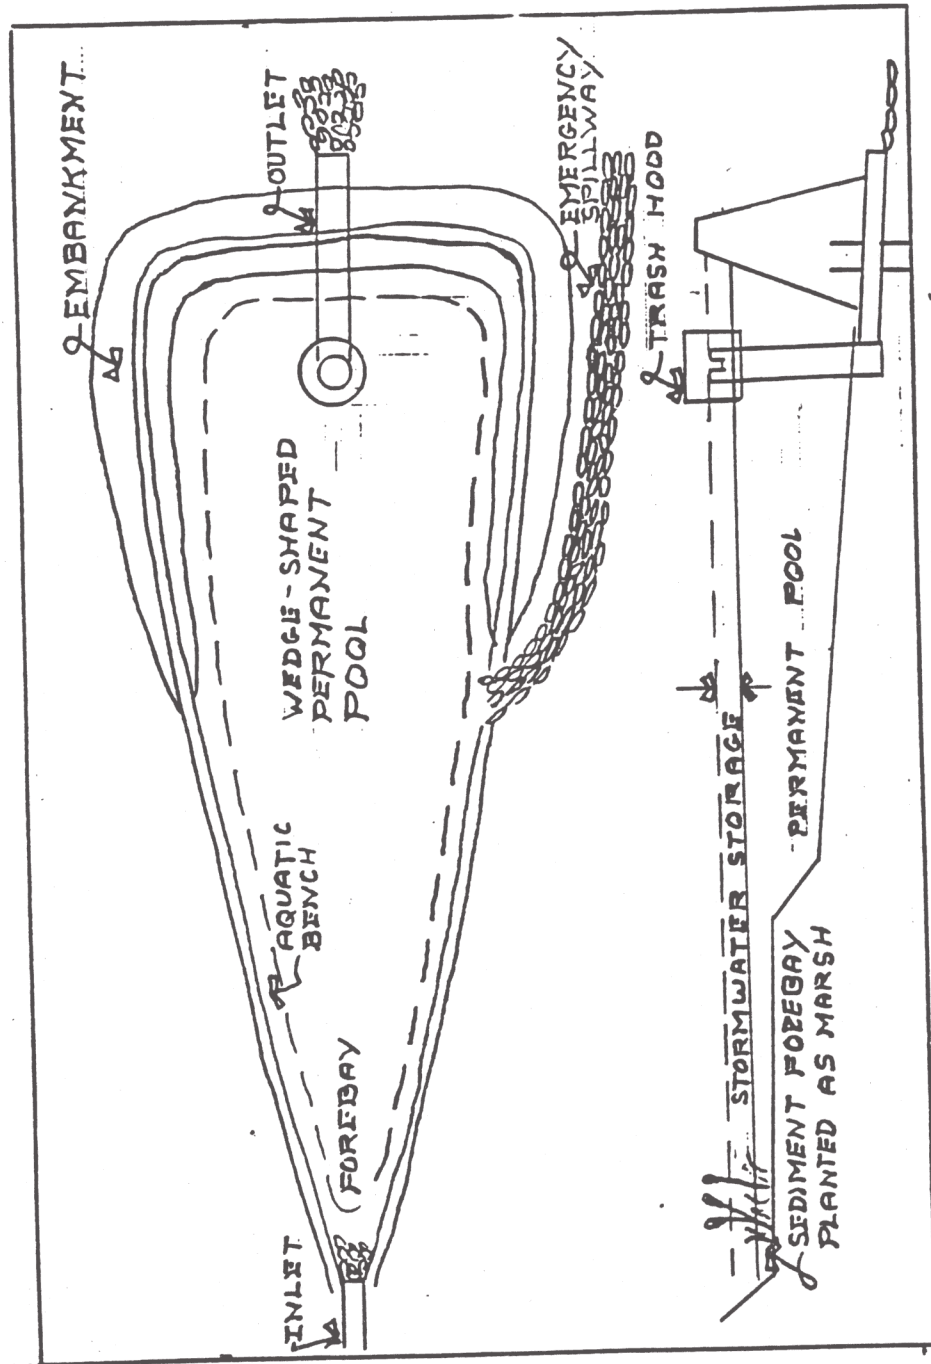 EMBANKMENT
OUTLET
EMERGENCY
SPILLWAY
WEDGE-SHAPED
PERMANENT
POOL
AQUATIC
BENCH
FOREBAY
INLET
TRASH HOOD
STORMWATER STORAGE
PERMANENT POOL
SEDIMENT FOREBAY
PLANTED AS MARSH